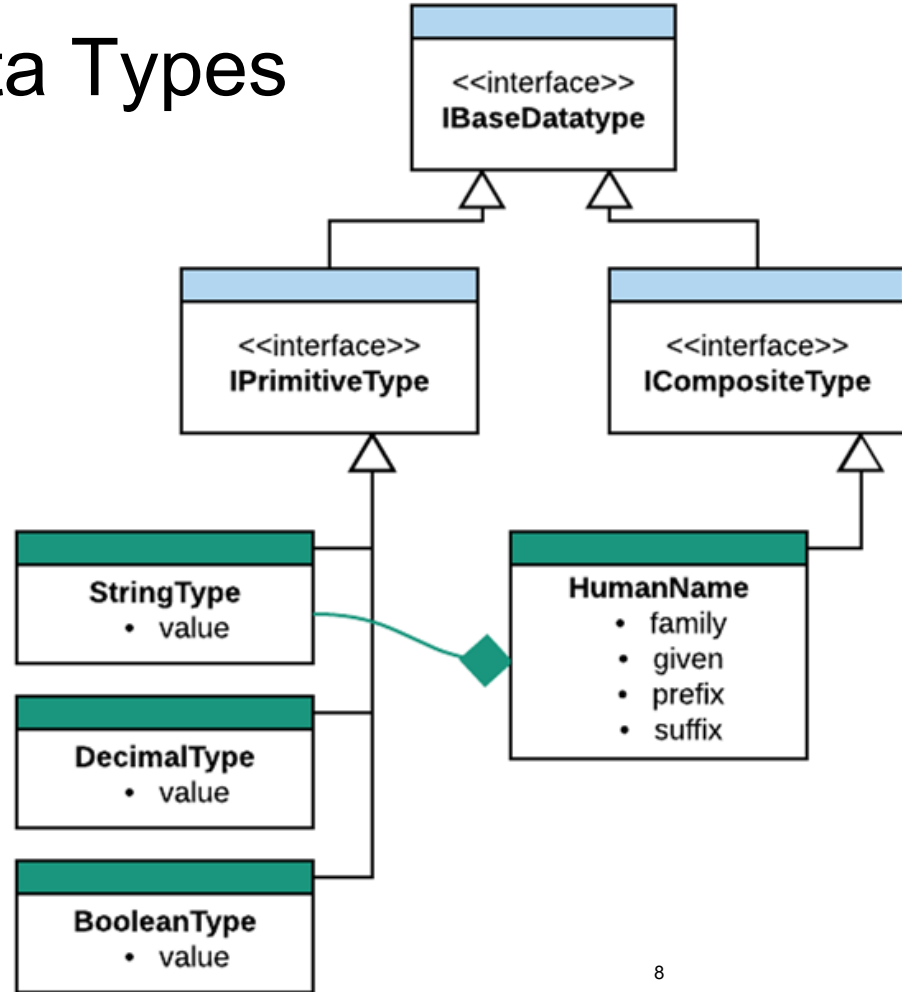 ta Types
<<interface>>
IBaseDatatype
<<interface>>
IPrimitiveType
<<interface>>
ICompositeType
StringType
• value
HumanName
• family
• given
• prefix
• suffix
DecimalType
• value
BooleanType
• value
8